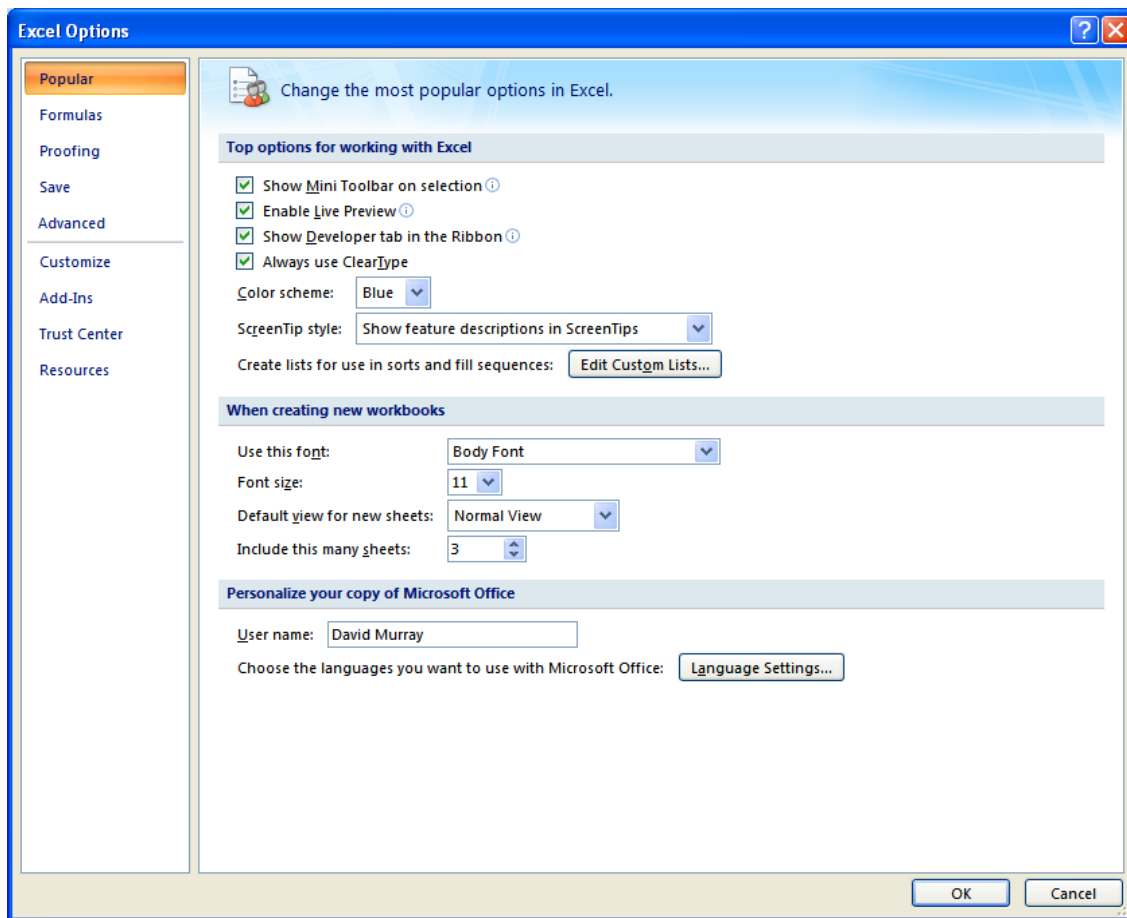 Excel Options
Popular
Formulas
Proofing
Save
Advanced
Customize
Add-Ins
Trust Center
Resources
Change the most popular options in Excel.
Top options for working with Excel
Show Mini Toolbar on selection
Enable Live Preview
Show Developer tab in the Ribbon
Always use ClearType
Color scheme: Blue
ScreenTip style: Show feature descriptions in ScreenTips
Create lists for use in sorts and fill sequences: Edit Custom Lists...
When creating new workbooks
Use this font: Body Font
Font size: 11
Default view for new sheets: Normal View
Include this many sheets: 3
Personalize your copy of Microsoft Office
User name: David Murray
Choose the languages you want to use with Microsoft Office: Language Settings...
OK Cancel